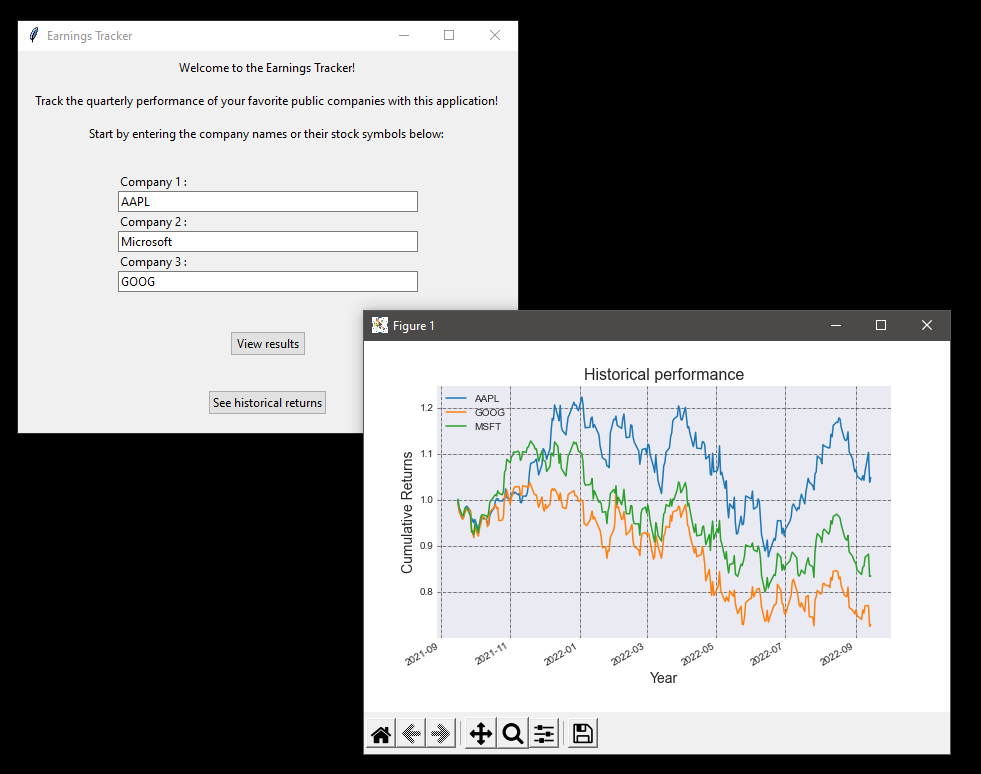 Earnings Tracker
Welcome to the Earnings Tracker!
Track the quarterly performance of your favorite public companies with this application!
Start by entering the company names or their stock symbols below:
Company 1 :
AAPL
Company 2 :
Microsoft
Company 3 :
GOOG
View results
See historical returns
Figure 1
Historical performance
AAPL
GOOG
MSFT
Cumulative Returns
1.2
1.1
1.0
0.9
0.8
2021-09
2021-11
2022-01
2022-03
2022-05
2022-07
2022-09
Year